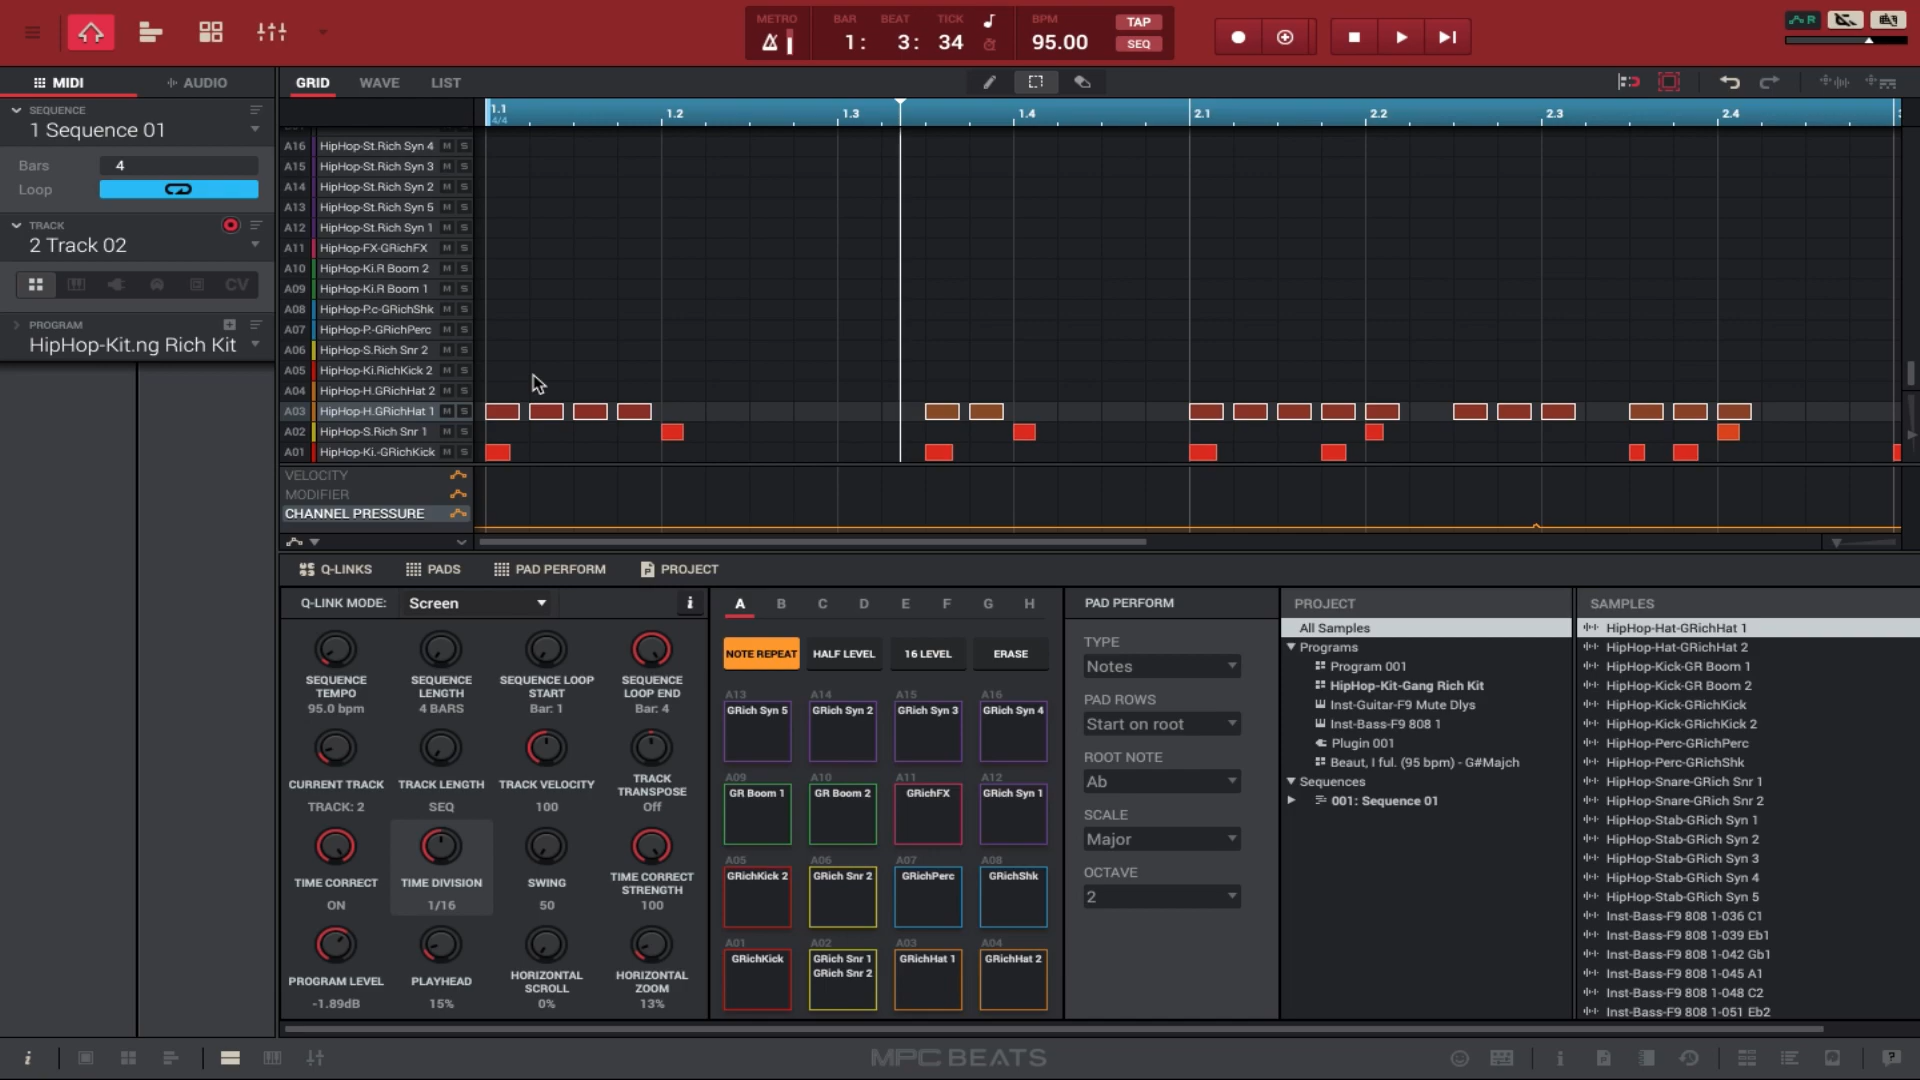 METRO
BAR BEAT TICK
1: 3: 34
BPM
95.00
TAP
SEQ
R
MIDI
AUDIO
GRID WAVE LIST
SEQUENCE
1 Sequence 01
Bars 4
Loop
TRACK
2 Track 02
CV
PROGRAM
HipHop-Kit.ng Rich Kit
1.1 1.2 1.3 1.4 2.1 2.2 2.3 2.4
4/4
A16 HipHop-St.Rich Syn 4 M S
A15 HipHop-St.Rich Syn 3 M S
A14 HipHop-St.Rich Syn 2 M S
A13 HipHop-St.Rich Syn 5 M S
A12 HipHop-St.Rich Syn 1 M S
A11 HipHop-FX-GRichFX M S
A10 HipHop-Ki.R Boom 2 M S
A09 HipHop-Ki.R Boom 1 M S
A08 HipHop-P.c-GRichShk M S
A07 HipHop-P.-GRichPerc M S
A06 HipHop-S.Rich Snr 2 M S
A05 HipHop-Ki.RichKick 2 M S
A04 HipHop-H.GRichHat 2 M S
A03 HipHop-H.GRichHat 1 M S
A02 HipHop-S.Rich Snr 1 M S
A01 HipHop-Ki.-GRichKick M S
VELOCITY
MODIFIER
CHANNEL PRESSURE
Q-LINKS PADS PAD PERFORM PROJECT
Q-LINK MODE: Screen
i
SEQUENCE TEMPO
95.0 bpm
SEQUENCE LENGTH
4 BARS
SEQUENCE LOOP START
Bar: 1
SEQUENCE LOOP END
Bar: 4
CURRENT TRACK
TRACK: 2
TRACK LENGTH
SEQ
TRACK VELOCITY
100
TRACK TRANSPOSE
Off
TIME CORRECT
ON
TIME DIVISION
1/16
SWING
50
TIME CORRECT STRENGTH
100
PROGRAM LEVEL
-1.89dB
PLAYHEAD
15%
HORIZONTAL SCROLL
0%
HORIZONTAL ZOOM
13%
A B C D E F G H
NOTE REPEAT HALF LEVEL 16 LEVEL ERASE
A13 A14 A15 A16
GRich Syn 5 GRich Syn 2 GRich Syn 3 GRich Syn 4
A09 A10 A11 A12
GR Boom 1 GR Boom 2 GRichFX GRich Syn 1
A05 A06 A07 A08
GRichKick 2 GRich Snr 2 GRichPerc GRichShk
A01 A02 A03 A04
GRichKick GRich Snr 1 GRichHat 1 GRichHat 2
GRich Snr 2
PAD PERFORM
TYPE
Notes
PAD ROWS
Start on root
ROOT NOTE
Ab
SCALE
Major
OCTAVE
2
PROJECT
All Samples
Programs
Program 001
HipHop-Kit-Gang Rich Kit
Inst-Guitar-F9 Mute Dlys
Inst-Bass-F9 808 1
Plugin 001
Beaut, I ful. (95 bpm) - G#Majch
Sequences
001: Sequence 01
SAMPLES
HipHop-Hat-GRichHat 1
HipHop-Hat-GRichHat 2
HipHop-Kick-GR Boom 1
HipHop-Kick-GR Boom 2
HipHop-Kick-GRichKick
HipHop-Kick-GRichKick 2
HipHop-Perc-GRichPerc
HipHop-Perc-GRichShk
HipHop-Snare-GRich Snr 1
HipHop-Snare-GRich Snr 2
HipHop-Stab-GRich Syn 1
HipHop-Stab-GRich Syn 2
HipHop-Stab-GRich Syn 3
HipHop-Stab-GRich Syn 4
HipHop-Stab-GRich Syn 5
Inst-Bass-F9 808 1-036 C1
Inst-Bass-F9 808 1-039 Eb1
Inst-Bass-F9 808 1-042 Gb1
Inst-Bass-F9 808 1-045 A1
Inst-Bass-F9 808 1-048 C2
Inst-Bass-F9 808 1-051 Eb2
i
MPC BEATS
i